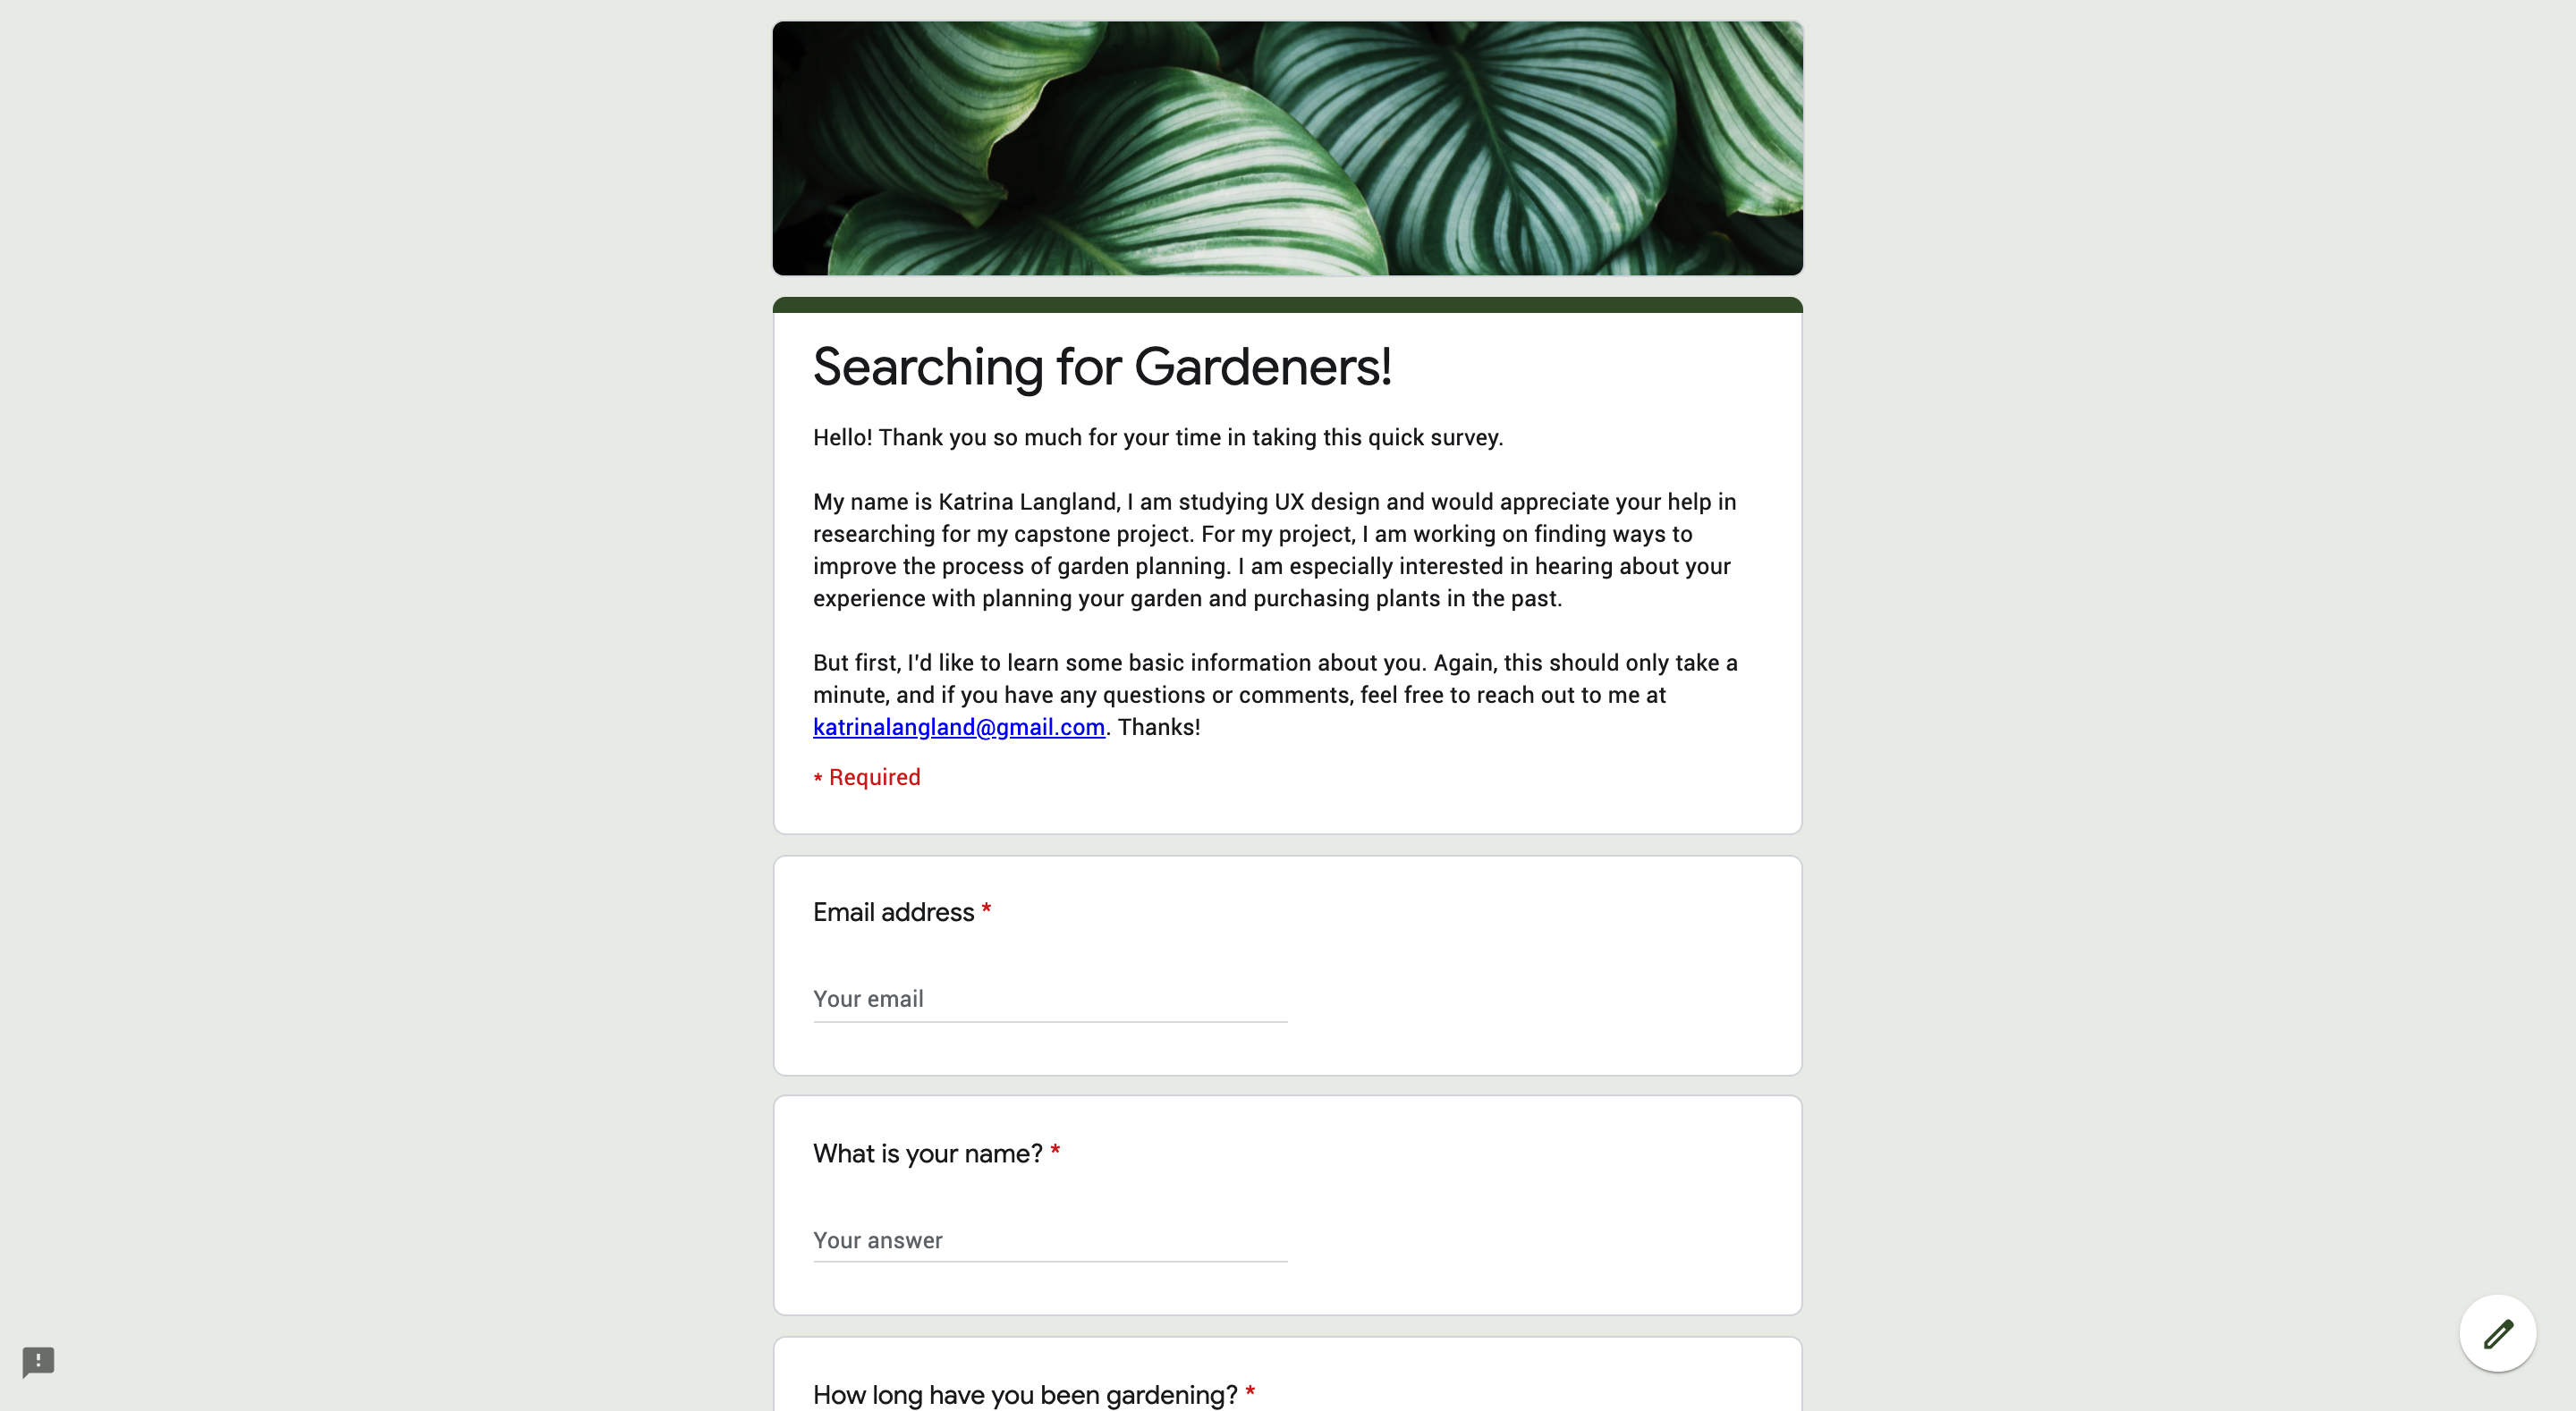 Searching for Gardeners!
Hello! Thank you so much for your time in taking this quick survey.
My name is Katrina Langland, I am studying UX design and would appreciate your help in
researching for my capstone project. For my project, I am working on finding ways to
improve the process of garden planning. I am especially interested in hearing about your
experience with planning your garden and purchasing plants in the past.
But first, I'd like to learn some basic information about you. Again, this should only take a
minute, and if you have any questions or comments, feel free to reach out to me at
katrinalangland@gmail.com. Thanks!
* Required
Email address *
Your email
What is your name? *
Your answer
How long have you been gardening? *